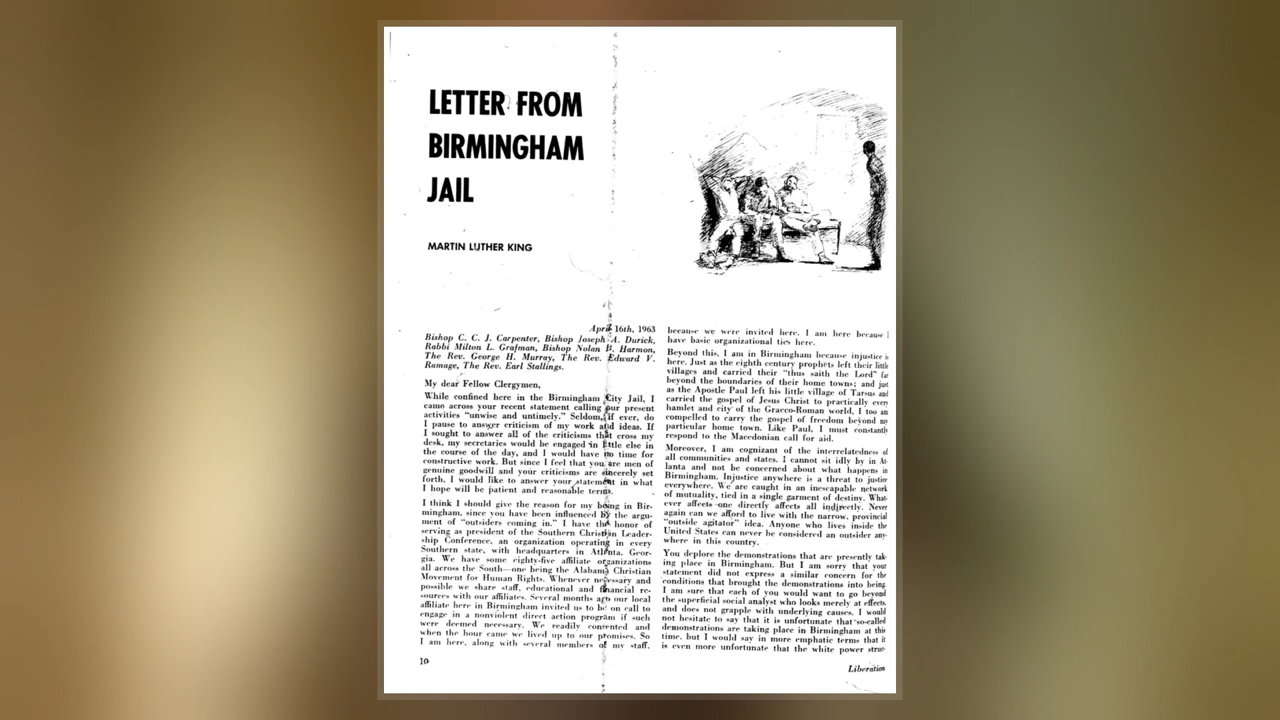 LETTER FROM
BIRMINGHAM
JAIL
MARTIN LUTHER KING
April 16th, 1963
Bishop C. C. J. Carpenter, Bishop Joseph A. Durick,
Rabbi Milton L. Grafman, Bishop Nolan B. Harmon,
The Rev. George H. Murray, The Rev. Edward V.
Ramage, The Rev. Earl Stallings.
My dear Fellow Clergymen,
While confined here in the Birmingham City Jail, I
came across your recent statement calling our present
activities "unwise and untimely." Seldom, if ever, do
I pause to answer criticism of my work and ideas. If
I sought to answer all of the criticisms that cross my
desk, my secretaries would be engaged in little else in
the course of the day, and I would have no time for
constructive work. But since I feel that you are men of
genuine goodwill and your criticisms are sincerely set
forth, I would like to answer your statement in what
I hope will be patient and reasonable terms.
I think I should give the reason for my being in Bir-
mingham, since you have been influenced by the argu-
ment of "outsiders coming in." I have the honor of
serving as president of the Southern Christian Leader-
ship Conference, an organization operating in every
Southern state, with headquarters in Atlanta, Geor-
gia. We have some eighty-five affiliate organizations
all across the South—one being the Alabama Christian
Movement for Human Rights. Whenever necessary and
possible we share staff, educational and financial re-
sources with our affiliates. Several months ago our local
affiliate here in Birmingham invited us to be on call to
engage in a nonviolent direct action program if such
were deemed necessary. We readily consented and
when the hour came we lived up to our promises. So
I am here, along with several members of my staff,
10
because we were invited here. I am here because I
have basic organizational ties here.
Beyond this, I am in Birmingham because injustice is
here. Just as the eighth century prophets left their little
villages and carried their "thus saith the Lord" far
beyond the boundaries of their home towns; and just
as the Apostle Paul left his little village of Tarsus and
carried the gospel of Jesus Christ to practically every
hamlet and city of the Graeco-Roman world, I too am
compelled to carry the gospel of freedom beyond my
particular home town. Like Paul, I must constantly
respond to the Macedonian call for aid.
Moreover, I am cognizant of the interrelatedness of
all communities and states. I cannot sit idly by in At-
lanta and not be concerned about what happens in
Birmingham. Injustice anywhere is a threat to justice
everywhere. We are caught in an inescapable network
of mutuality, tied in a single garment of destiny. What-
ever affects one directly affects all indirectly. Never
again can we afford to live with the narrow, provincial
"outside agitator" idea. Anyone who lives inside the
United States can never be considered an outsider any-
where in this country.
You deplore the demonstrations that are presently tak-
ing place in Birmingham. But I am sorry that your
statement did not express a similar concern for the
conditions that brought the demonstrations into being.
I am sure that each of you would want to go beyond
the superficial social analyst who looks merely at effects,
and does not grapple with underlying causes. I would
not hesitate to say that it is unfortunate that so-called
demonstrations are taking place in Birmingham at this
time, but I would say in more emphatic terms that it
is even more unfortunate that the white power struc-
Liberation